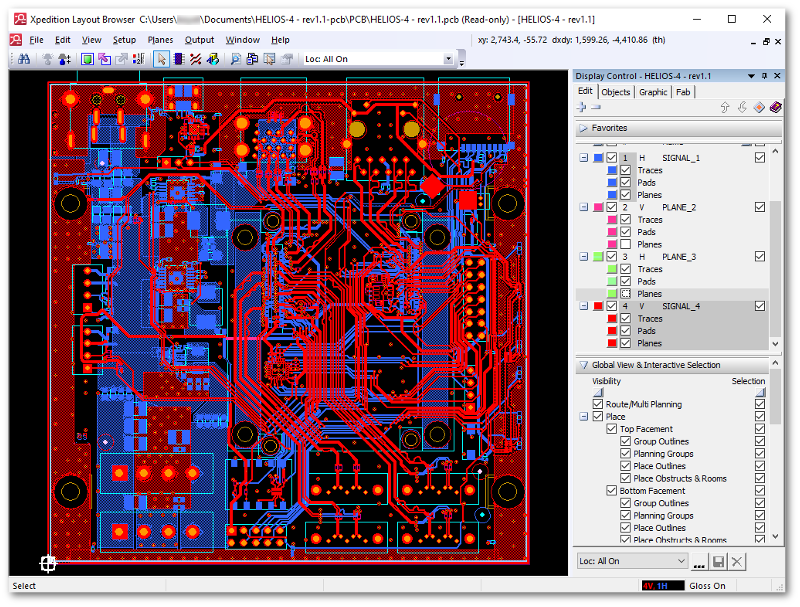 Xpedition Layout Browser C:\Users\ \Documents\HELIOS-4 - rev1.1-pcb\PCB\HELIOS-4 - rev1.1.pcb (Read-only) - [HELIOS-4 - rev1.1]
File Edit View Setup Planes Output Window Help
xy: 2,743.4, -55.72 dxdy: 1,599.26, -4,410.86 (th)
Loc: All On
Display Control - HELIOS-4 - rev1.1
Edit Objects Graphic Fab
Favorites
1 H SIGNAL_1
Traces
Pads
Planes
2 V PLANE_2
Traces
Pads
Planes
3 H PLANE_3
Traces
Pads
Planes
4 V SIGNAL_4
Traces
Pads
Planes
Global View & Interactive Selection
Visibility Selection
Route/Multi Planning
Place
Top Facement
Group Outlines
Planning Groups
Place Outlines
Place Obstructs & Rooms
Bottom Facement
Group Outlines
Planning Groups
Place Outlines
Place Obstructs & Rooms
Loc: All On
Select
4V, 1H Gloss On